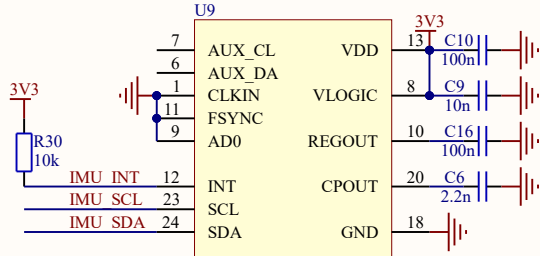 U9
3V3
7 AUX_CL VDD 13 C10
100n
6 AUX_DA
3V3
1 CLKIN VLOGIC 8 C9
10n
11 FSYNC
R30
10k
9 AD0 REGOUT 10 C16
100n
IMU_INT 12 INT CPOUT 20 C6
2.2n
IMU_SCL 23 SCL
IMU_SDA 24 SDA GND 18